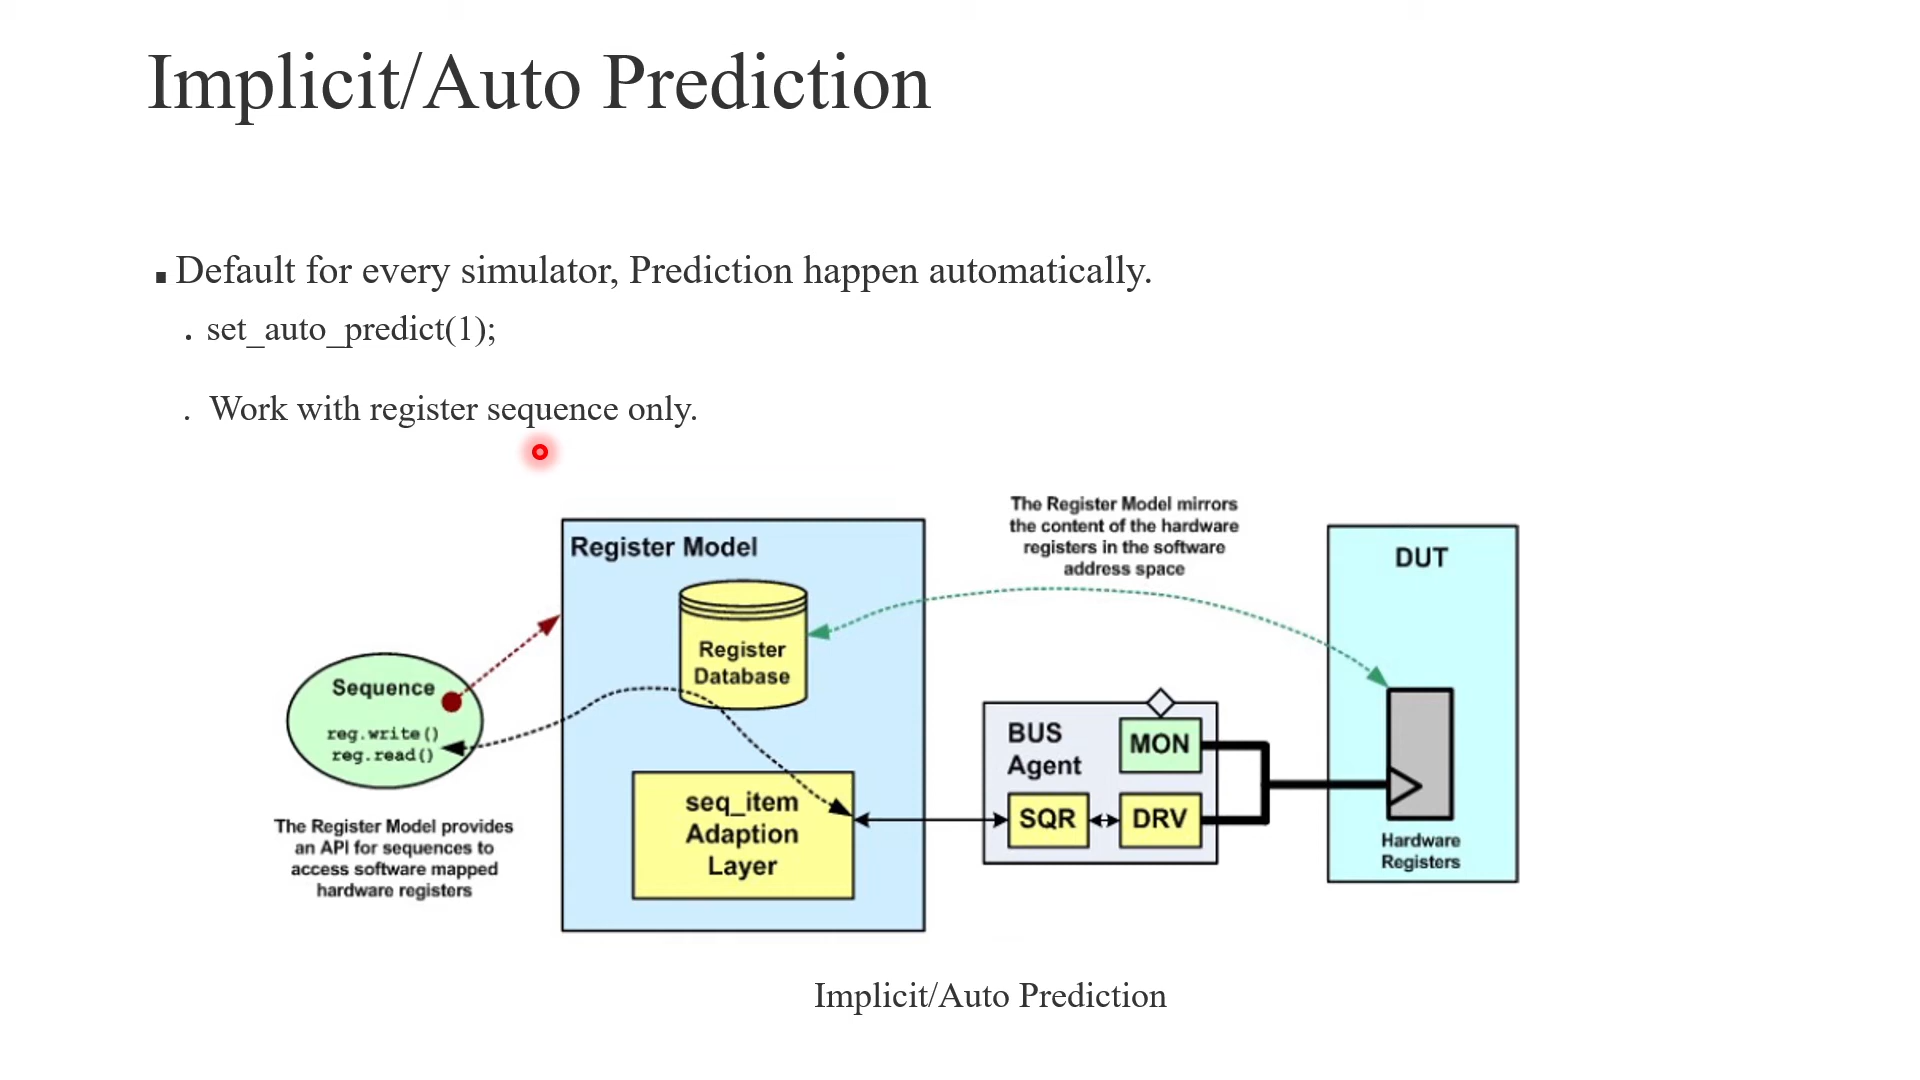 Implicit/Auto Prediction
▪ Default for every simulator, Prediction happen automatically.
. set_auto_predict(1);
. Work with register sequence only.
The Register Model mirrors
the content of the hardware
registers in the software
address space
Register Model
DUT
Register
Database
Sequence
reg.write()
reg.read()
BUS
Agent
MON
SQR
DRV
seq_item
Adaption
Layer
The Register Model provides
an API for sequences to
access software mapped
hardware registers
Hardware
Registers
Implicit/Auto Prediction